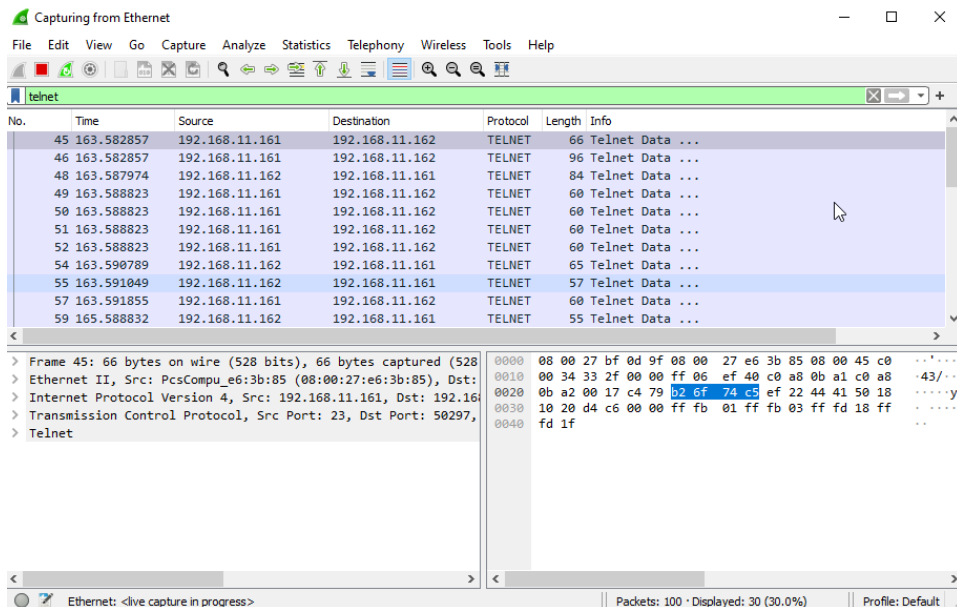 Capturing from Ethernet
File Edit View Go Capture Analyze Statistics Telephony Wireless Tools Help
telnet
No. Time Source Destination Protocol Length Info
45 163.582857 192.168.11.161 192.168.11.162 TELNET 66 Telnet Data ...
46 163.582857 192.168.11.161 192.168.11.162 TELNET 96 Telnet Data ...
48 163.587974 192.168.11.162 192.168.11.161 TELNET 84 Telnet Data ...
49 163.588823 192.168.11.161 192.168.11.162 TELNET 60 Telnet Data ...
50 163.588823 192.168.11.161 192.168.11.162 TELNET 60 Telnet Data ...
51 163.588823 192.168.11.161 192.168.11.162 TELNET 60 Telnet Data ...
52 163.588823 192.168.11.161 192.168.11.162 TELNET 60 Telnet Data ...
54 163.590789 192.168.11.162 192.168.11.161 TELNET 65 Telnet Data ...
55 163.591049 192.168.11.162 192.168.11.161 TELNET 57 Telnet Data ...
57 163.591855 192.168.11.161 192.168.11.162 TELNET 60 Telnet Data ...
59 165.588832 192.168.11.162 192.168.11.161 TELNET 55 Telnet Data ...
> Frame 45: 66 bytes on wire (528 bits), 66 bytes captured (528
> Ethernet II, Src: PcsCompu_e6:3b:85 (08:00:27:e6:3b:85), Dst:
> Internet Protocol Version 4, Src: 192.168.11.161, Dst: 192.16
> Transmission Control Protocol, Src Port: 23, Dst Port: 50297,
> Telnet
0000 08 00 27 bf 0d 9f 08 00 27 e6 3b 85 08 00 45 c0 ··'···
0010 00 34 33 2f 00 00 ff 06 ef 40 c0 a8 0b a1 c0 a8 ·43/··
0020 0b a2 00 17 c4 79 b2 6f 74 c5 ef 22 44 41 50 18 ·····y
0030 10 20 d4 c6 00 00 ff fb 01 ff fb 03 ff fd 18 ff · ····
0040 fd 1f ··
Ethernet: <live capture in progress> Packets: 100 · Displayed: 30 (30.0%) Profile: Default